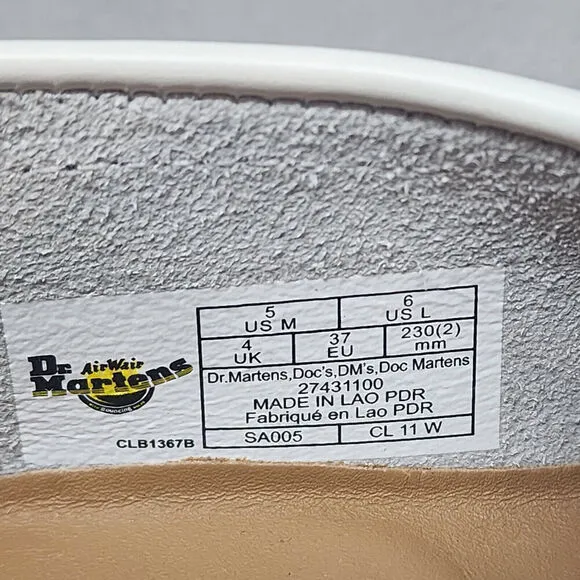 Dr. AirWair
Martens
BOUNCING
CLB1367B
5 6
US M US L
4 37 230(2)
UK EU mm
Dr.Martens,Doc's,DM's,Doc Martens
27431100
MADE IN LAO PDR
Fabriqué en Lao PDR
SA005 CL 11 W